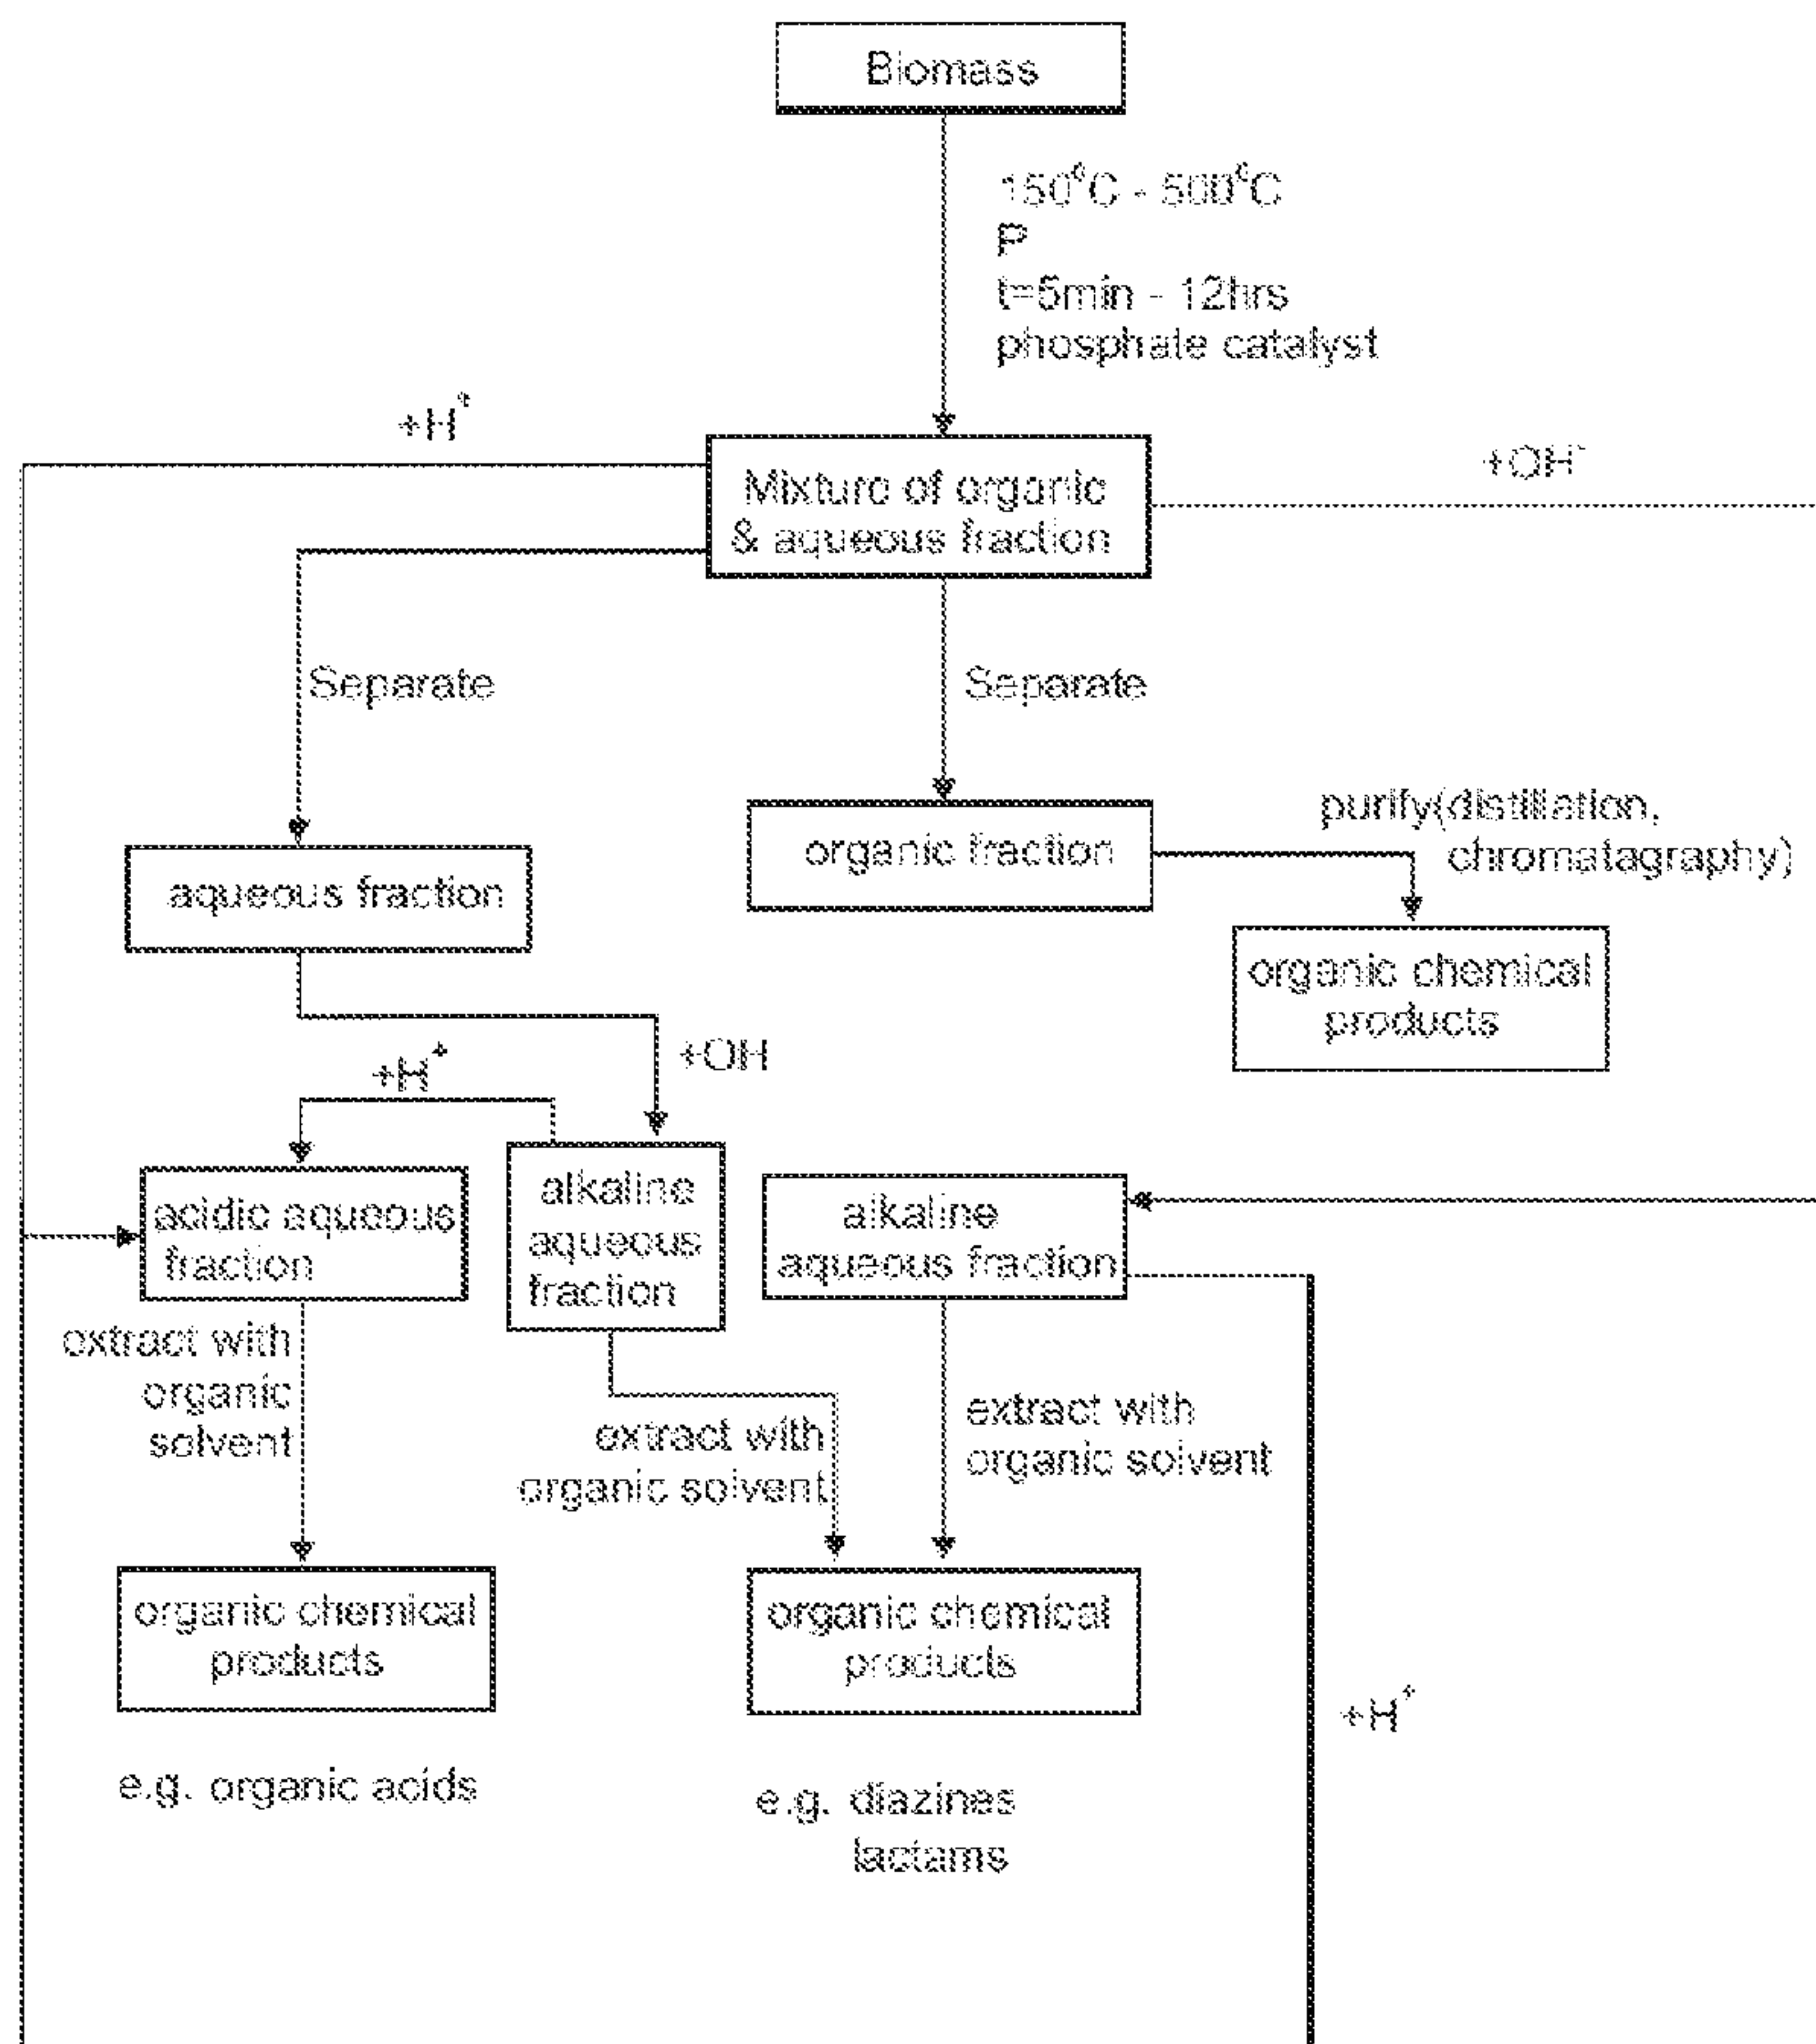 Biomass
150°C - 500°C
P
t=5min - 12hrs
phosphate catalyst
+H⁺
+OH⁻
Mixture of organic
& aqueous fraction
Separate
Separate
purify(distillation,
chromatagraphy)
organic fraction
aqueous fraction
organic chemical
products
+H⁺
+OH
acidic aqueous
fraction
alkaline
aqueous
fraction
alkaline
aqueous fraction
extract with
organic
solvent
extract with
organic solvent
extract with
organic solvent
organic chemical
products
organic chemical
products
+H⁺
e.g. organic acids
e.g. diazines
lactams